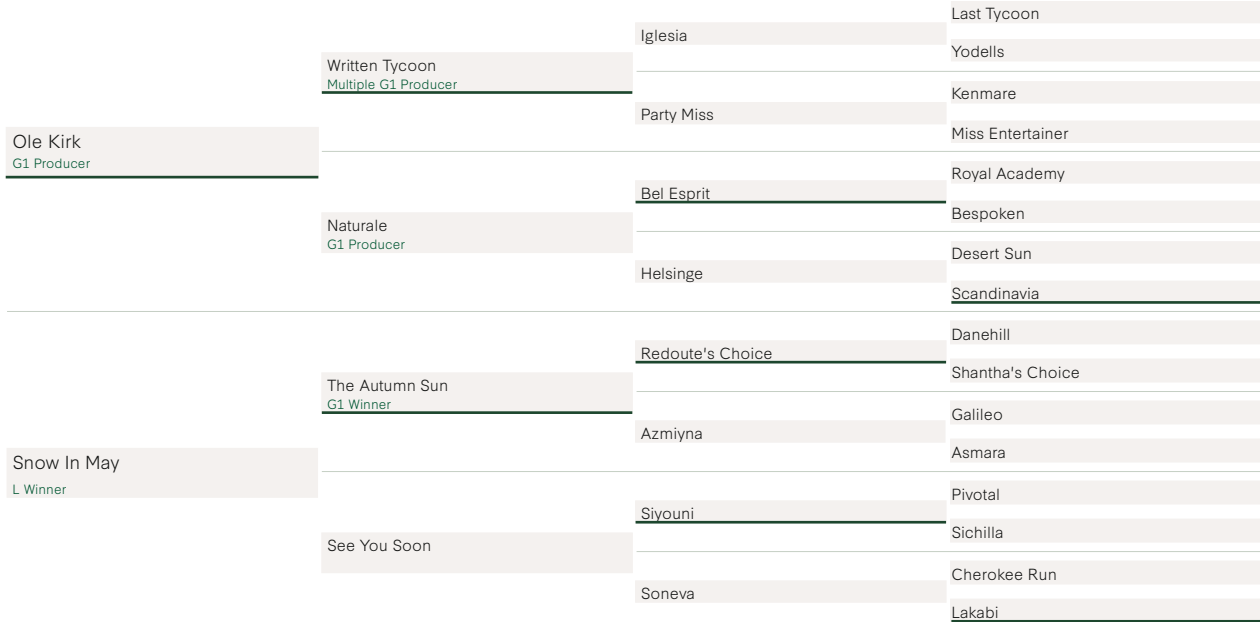 Ole Kirk
G1 Producer
Snow In May
L Winner
Written Tycoon
Multiple G1 Producer
Naturale
G1 Producer
The Autumn Sun
G1 Winner
See You Soon
Iglesia
Party Miss
Bel Esprit
Helsinge
Redoute's Choice
Azmiyna
Siyouni
Soneva
Last Tycoon
Yodells
Kenmare
Miss Entertainer
Royal Academy
Bespoken
Desert Sun
Scandinavia
Danehill
Shantha's Choice
Galileo
Asmara
Pivotal
Sichilla
Cherokee Run
Lakabi